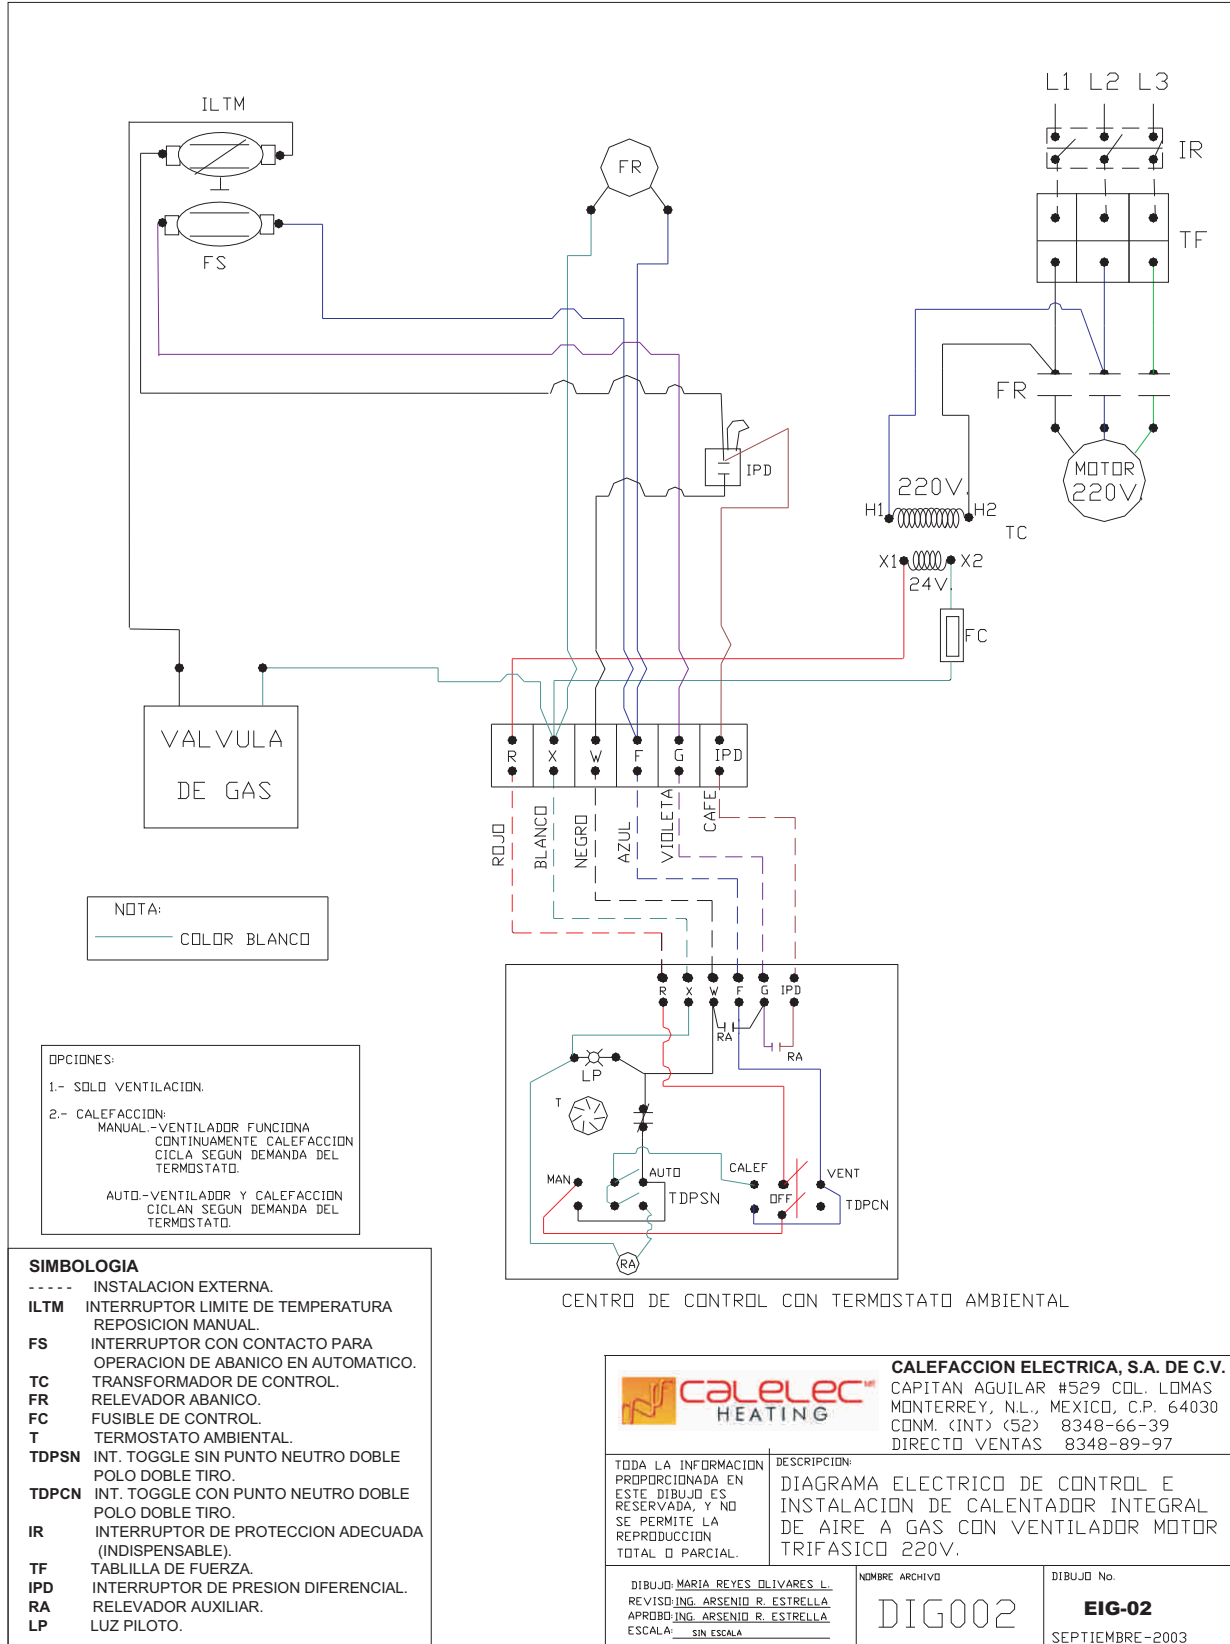 ILTM
FS
FR
L1 L2 L3
IR
TF
FR
MOTOR
220V.
220V.
H1 H2
TC
X1 X2
24V.
FC
IPD
VALVULA
DE GAS
R X W F G IPD
ROJO
BLANCO
NEGRO
AZUL
VIOLETA
CAFE
NOTA:
COLOR BLANCO
R X W F G IPD
RA
RA
LP
T
MAN
AUTO
TDPSN
CALEF
OFF
VENT
TDPCN
RA
CENTRO DE CONTROL CON TERMOSTATO AMBIENTAL
OPCIONES:
1.- SOLO VENTILACION.
2.- CALEFACCION:
MANUAL.-VENTILADOR FUNCIONA
CONTINUAMENTE CALEFACCION
CICLA SEGUN DEMANDA DEL
TERMOSTATO.
AUTO.-VENTILADOR Y CALEFACCION
CICLAN SEGUN DEMANDA DEL
TERMOSTATO.
SIMBOLOGIA
- - - - - INSTALACION EXTERNA.
ILTM INTERRUPTOR LIMITE DE TEMPERATURA
REPOSICION MANUAL.
FS INTERRUPTOR CON CONTACTO PARA
OPERACION DE ABANICO EN AUTOMATICO.
TC TRANSFORMADOR DE CONTROL.
FR RELEVADOR ABANICO.
FC FUSIBLE DE CONTROL.
T TERMOSTATO AMBIENTAL.
TDPSN INT. TOGGLE SIN PUNTO NEUTRO DOBLE
POLO DOBLE TIRO.
TDPCN INT. TOGGLE CON PUNTO NEUTRO DOBLE
POLO DOBLE TIRO.
IR INTERRUPTOR DE PROTECCION ADECUADA
(INDISPENSABLE).
TF TABLILLA DE FUERZA.
IPD INTERRUPTOR DE PRESION DIFERENCIAL.
RA RELEVADOR AUXILIAR.
LP LUZ PILOTO.
calelec
HEATING
CALEFACCION ELECTRICA, S.A. DE C.V.
CAPITAN AGUILAR #529 COL. LOMAS
MONTERREY, N.L., MEXICO, C.P. 64030
CONM. (INT) (52) 8348-66-39
DIRECTO VENTAS 8348-89-97
TODA LA INFORMACION
PROPORCIONADA EN
ESTE DIBUJO ES
RESERVADA, Y NO
SE PERMITE LA
REPRODUCCION
TOTAL O PARCIAL.
DESCRIPCION:
DIAGRAMA ELECTRICO DE CONTROL E
INSTALACION DE CALENTADOR INTEGRAL
DE AIRE A GAS CON VENTILADOR MOTOR
TRIFASICO 220V.
DIBUJO: MARIA REYES OLIVARES L.
REVISO: ING. ARSENIO R. ESTRELLA
APROBO: ING. ARSENIO R. ESTRELLA
ESCALA: SIN ESCALA
NOMBRE ARCHIVO
DIG002
DIBUJO No.
EIG-02
SEPTIEMBRE-2003